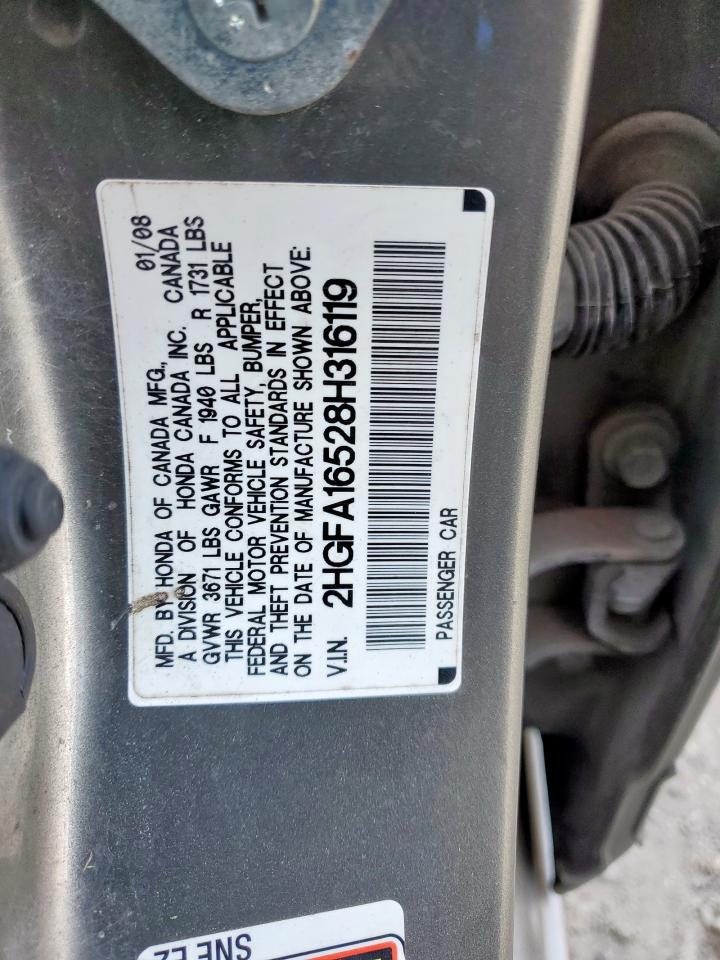 MFD. BY HONDA OF CANADA MFG., 01/08
A DIVISION OF HONDA CANADA INC. CANADA
GVWR 3671 LBS GAWR F 1940 LBS R 1731 LBS
THIS VEHICLE CONFORMS TO ALL APPLICABLE
FEDERAL MOTOR VEHICLE SAFETY, BUMPER,
AND THEFT PREVENTION STANDARDS IN EFFECT
ON THE DATE OF MANUFACTURE SHOWN ABOVE:
V.I.N. 2HGFA16528H316119
PASSENGER CAR